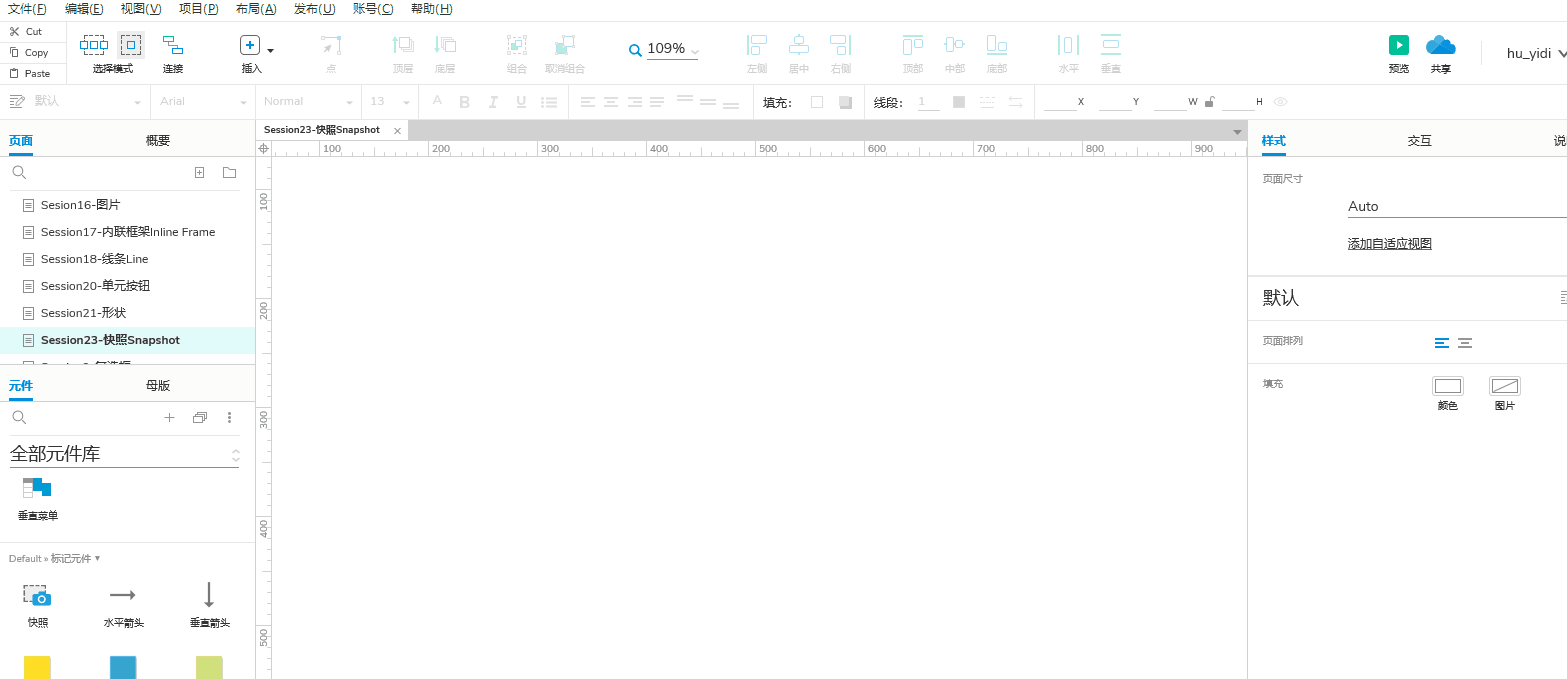 文件(F) 编辑(E) 视图(V) 项目(P) 布局(A) 发布(U) 账号(C) 帮助(H)
Cut
Copy
Paste
选择模式 连接 插入 点 顶层 底层 组合 取消组合 109% 左侧 居中 右侧 顶部 中部 底部 水平 垂直 预览 共享 hu_yidi
默认 Arial Normal 13 A B I U 填充: 线段: 1 X Y W H
页面 概要
Session23-快照Snapshot
样式 交互
100 200 300 400 500 600 700 800 900
100
200
300
400
500
Sesion16-图片
Session17-内联框架Inline Frame
Session18-线条Line
Session20-单元按钮
Session21-形状
Session23-快照Snapshot
元件 母版
全部元件库
垂直菜单
Default » 标记元件
快照 水平箭头 垂直箭头
页面尺寸
Auto
添加自适应视图
默认
页面排列
填充
颜色 图片